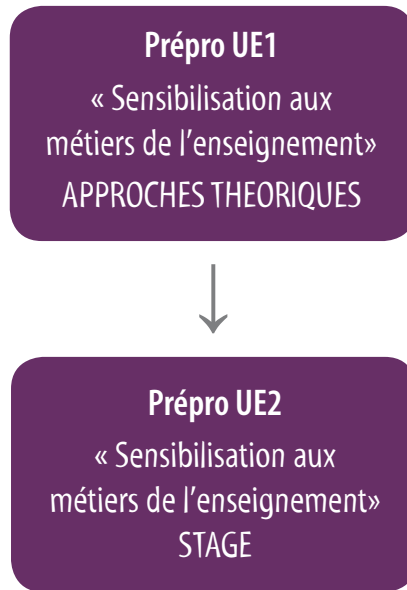 Prépro UE1
« Sensibilisation aux
métiers de l’enseignement»
APPROCHES THEORIQUES
Prépro UE2
« Sensibilisation aux
métiers de l’enseignement»
STAGE